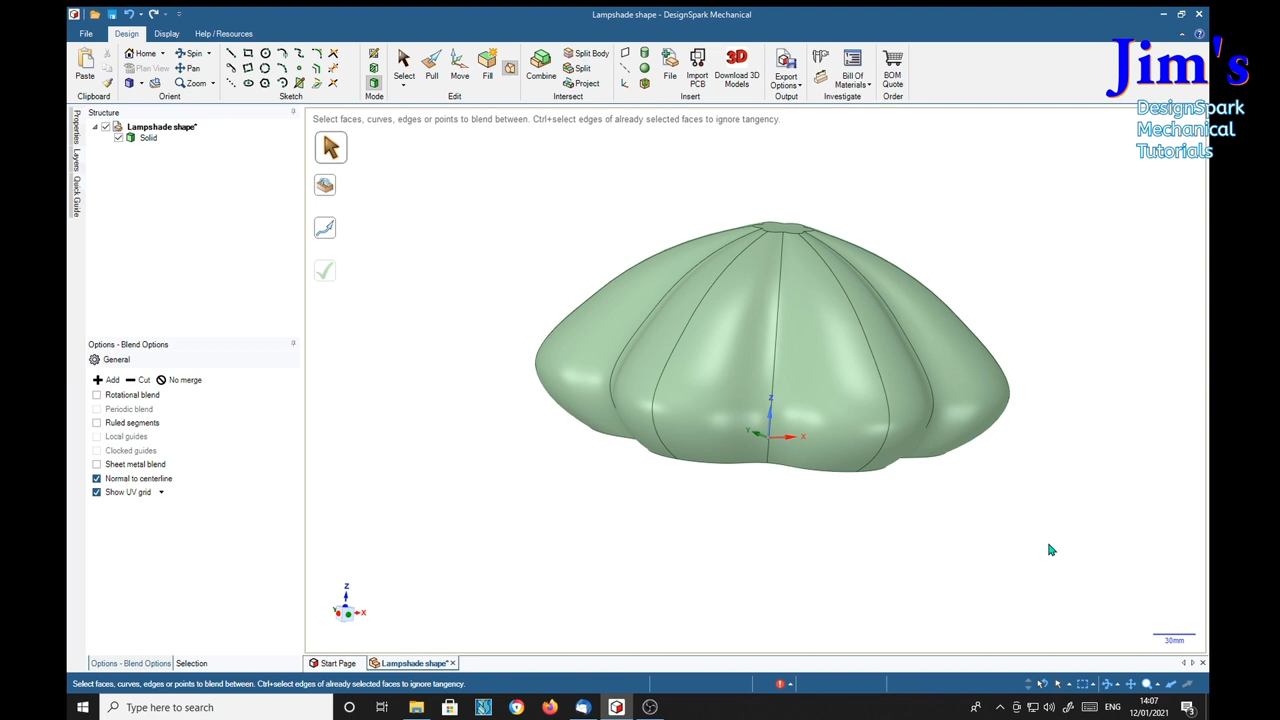 Lampshade shape - DesignSpark Mechanical
File Design Display Help / Resources
Paste
Home
Plan View
Spin
Pan
Zoom
Select
Pull
Move
Fill
Combine
Split Body
Split
Project
File
Import PCB
Download 3D Models
Export Options
Bill Of Materials
BOM Quote
Clipboard Orient Sketch Mode Edit Intersect Insert Output Investigate Order
Jim's
DesignSpark
Mechanical
Tutorials
Structure
Lampshade shape*
Solid
Properties
Layers
Quick Guide
Select faces, curves, edges or points to blend between. Ctrl+select edges of already selected faces to ignore tangency.
Options - Blend Options
General
Add Cut No merge
Rotational blend
Periodic blend
Ruled segments
Local guides
Clocked guides
Sheet metal blend
Normal to centerline
Show UV grid
Z
Y
X
Z
Y
X
30mm
Options - Blend Options Selection
Start Page Lampshade shape*
Select faces, curves, edges or points to blend between. Ctrl+select edges of already selected faces to ignore tangency.
Type here to search
ENG
14:07
12/01/2021
3